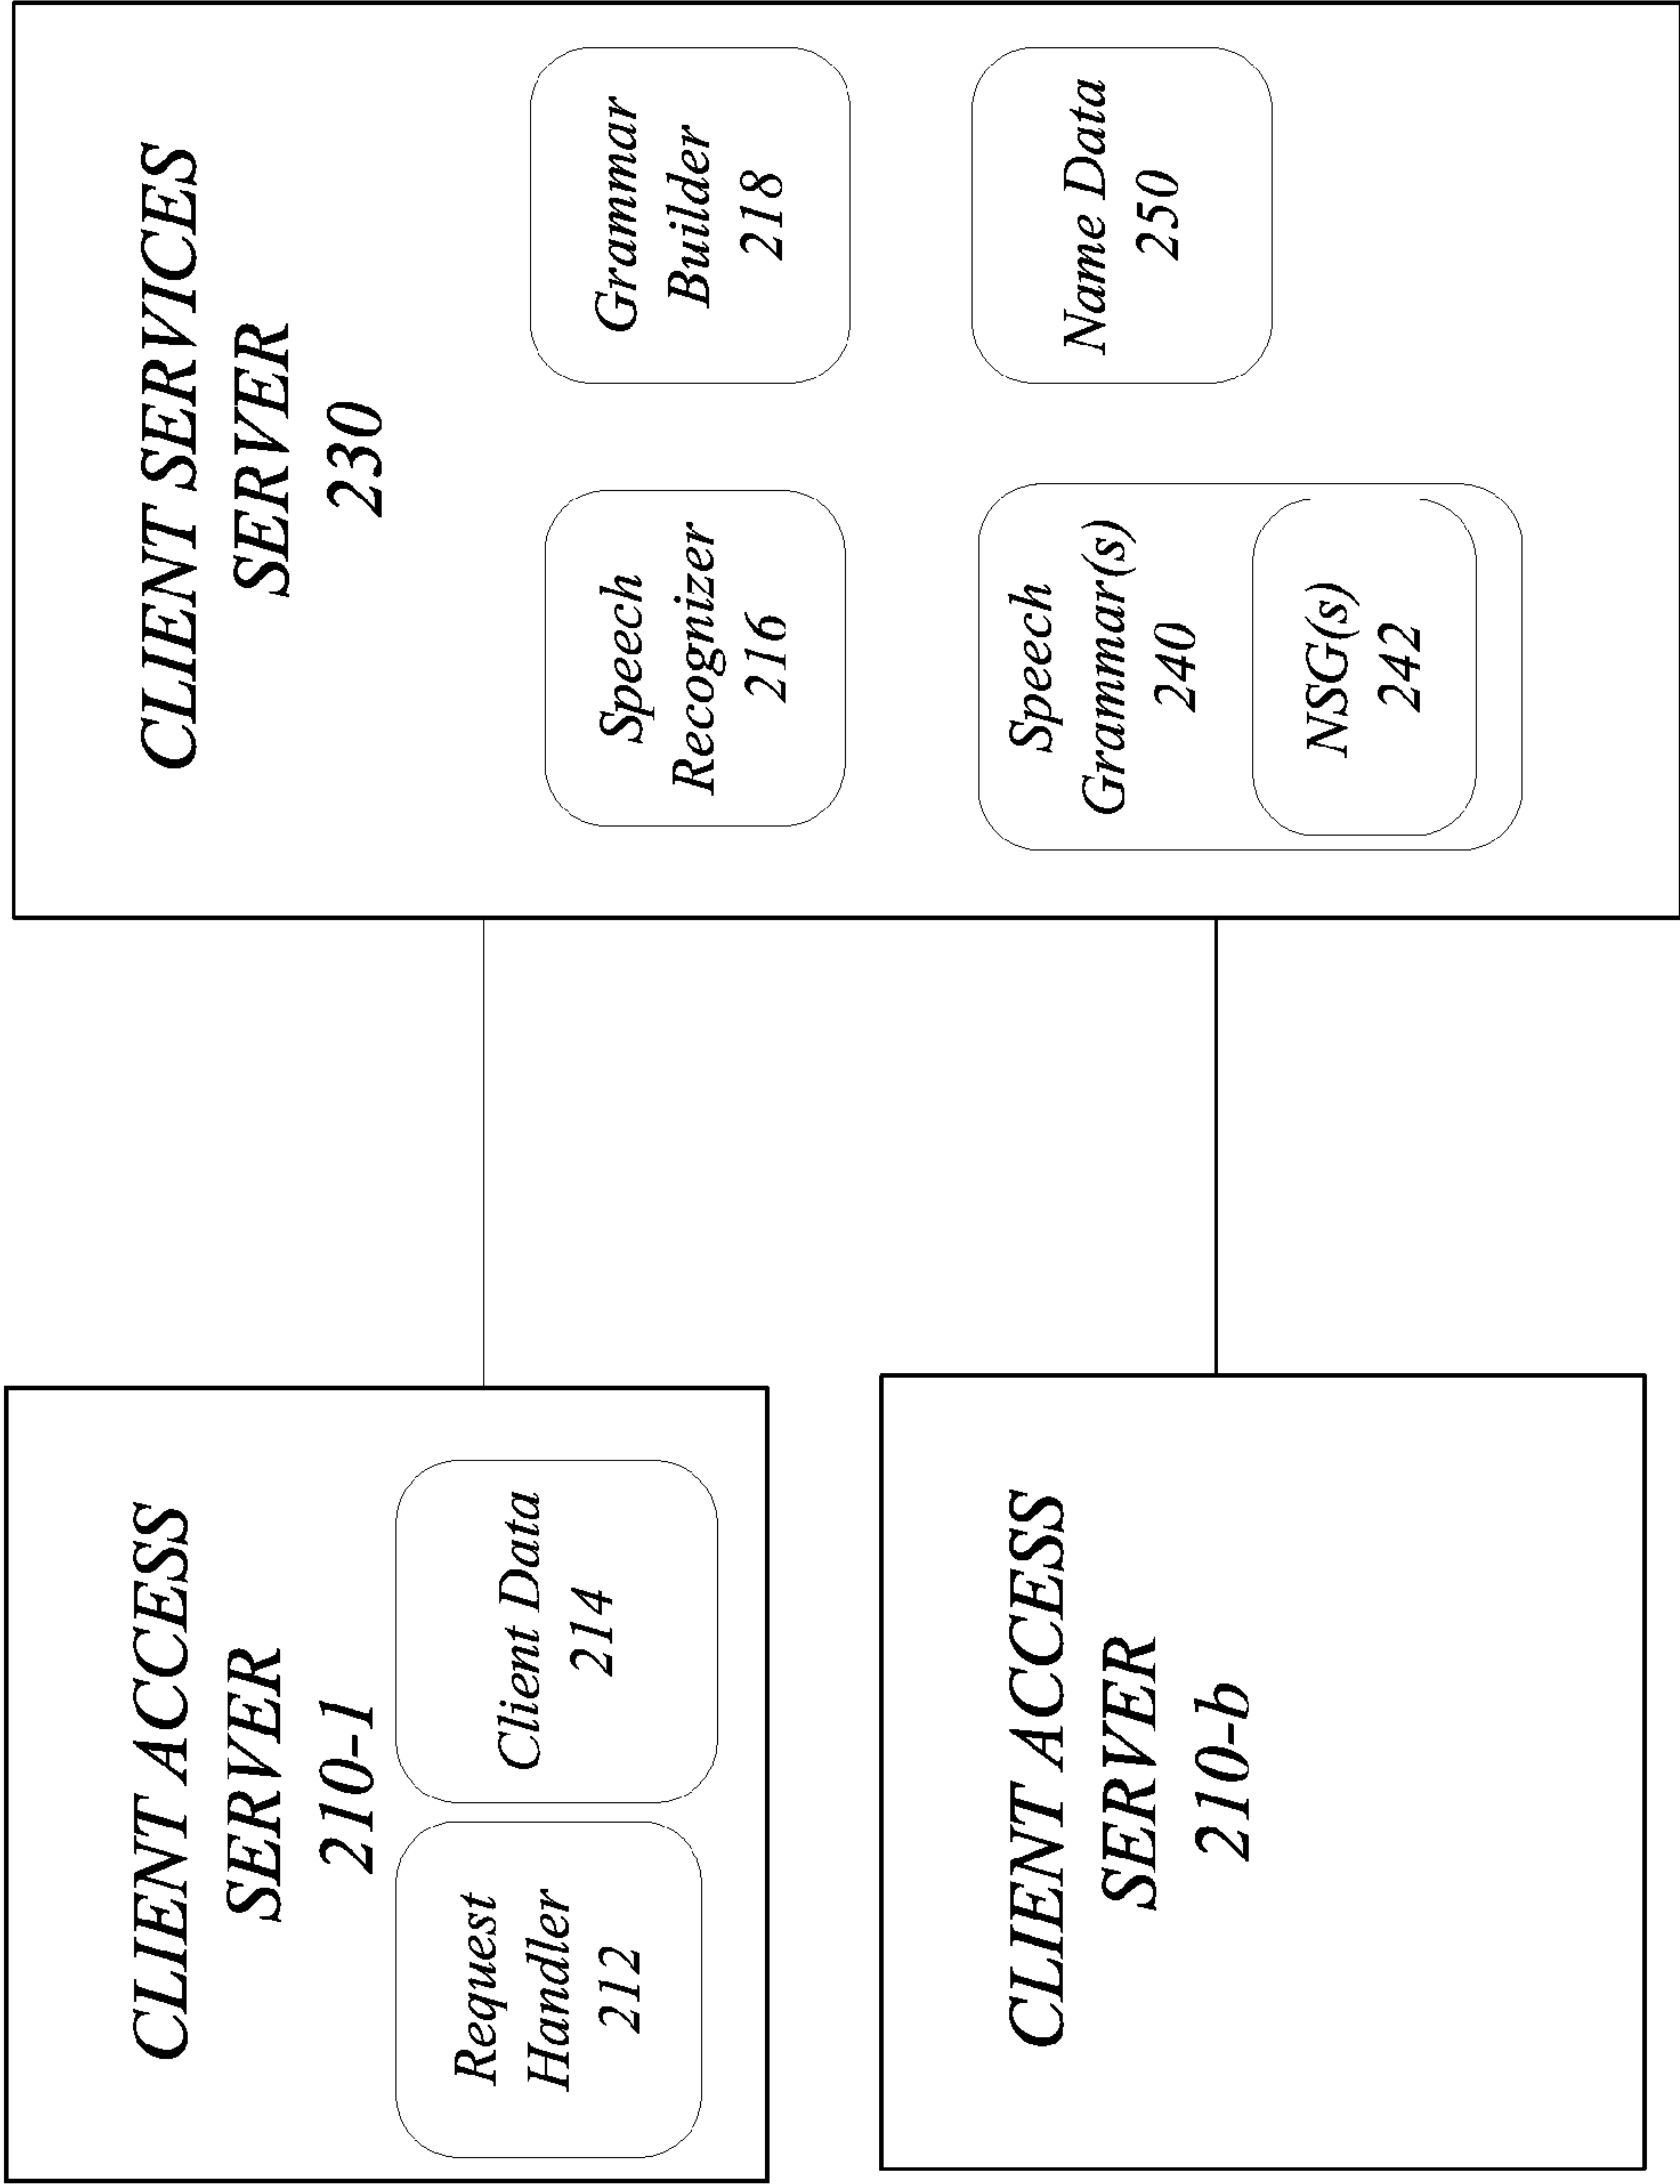 CLIENT ACCESS
SERVER
210-1
Request
Handler
212
Client Data
214
CLIENT ACCESS
SERVER
210-b
CLIENT SERVICES
SERVER
230
Speech
Recognizer
216
Grammar
Builder
218
Speech
Grammar(s)
240
NSG(s)
242
Name Data
250